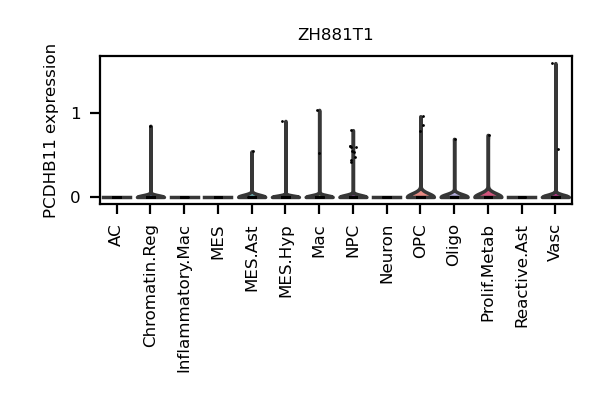 ZH881T1
PCDHB11 expression
1
0
AC
Chromatin.Reg
Inflammatory.Mac
MES
MES.Ast
MES.Hyp
Mac
NPC
Neuron
OPC
Oligo
Prolif.Metab
Reactive.Ast
Vasc